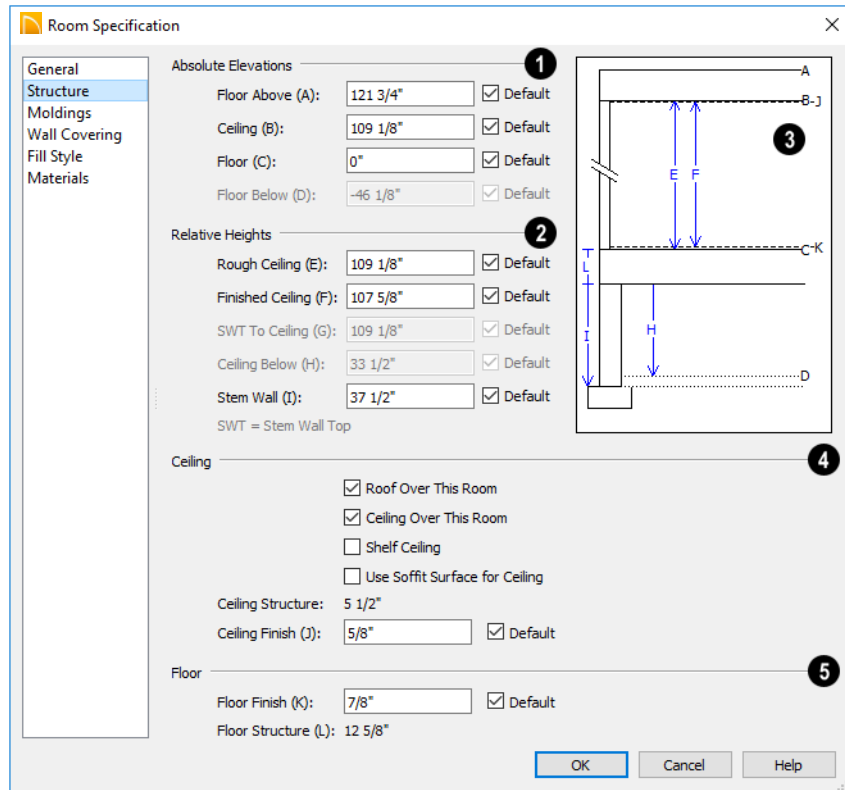 Room Specification
General
Structure
Moldings
Wall Covering
Fill Style
Materials
Absolute Elevations 1
Floor Above (A): 121 3/4" Default
Ceiling (B): 109 1/8" Default
Floor (C): 0" Default
Floor Below (D): -46 1/8" Default
Relative Heights 2
Rough Ceiling (E): 109 1/8" Default
Finished Ceiling (F): 107 5/8" Default
SWT To Ceiling (G): 109 1/8" Default
Ceiling Below (H): 33 1/2" Default
Stem Wall (I): 37 1/2" Default
SWT = Stem Wall Top
A
B-J
3
E F
C-K
L
I
H
D
Ceiling 4
Roof Over This Room
Ceiling Over This Room
Shelf Ceiling
Use Soffit Surface for Ceiling
Ceiling Structure: 5 1/2"
Ceiling Finish (J): 5/8" Default
Floor 5
Floor Finish (K): 7/8" Default
Floor Structure (L): 12 5/8"
OK Cancel Help